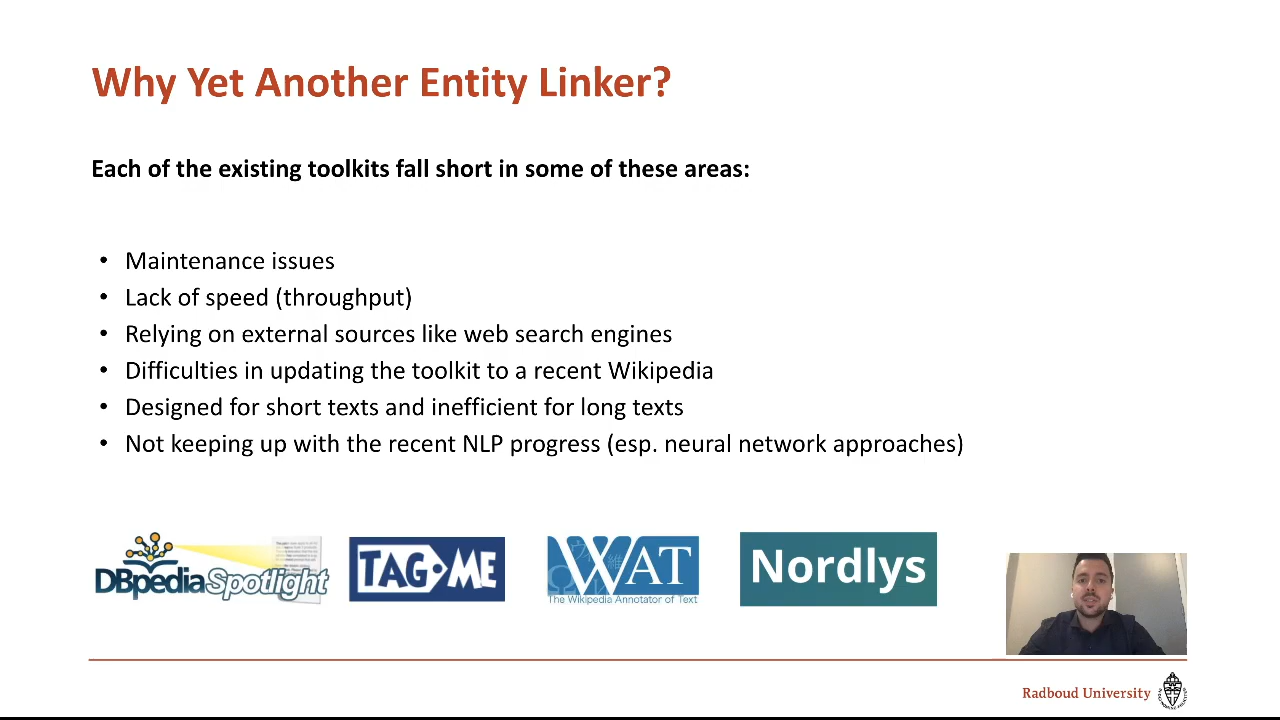 Why Yet Another Entity Linker?
Each of the existing toolkits fall short in some of these areas:
• Maintenance issues
• Lack of speed (throughput)
• Relying on external sources like web search engines
• Difficulties in updating the toolkit to a recent Wikipedia
• Designed for short texts and inefficient for long texts
• Not keeping up with the recent NLP progress (esp. neural network approaches)
DBpedia Spotlight
TAG ME
WAT
The Wikipedia Annotator of Text
Nordlys
Radboud University